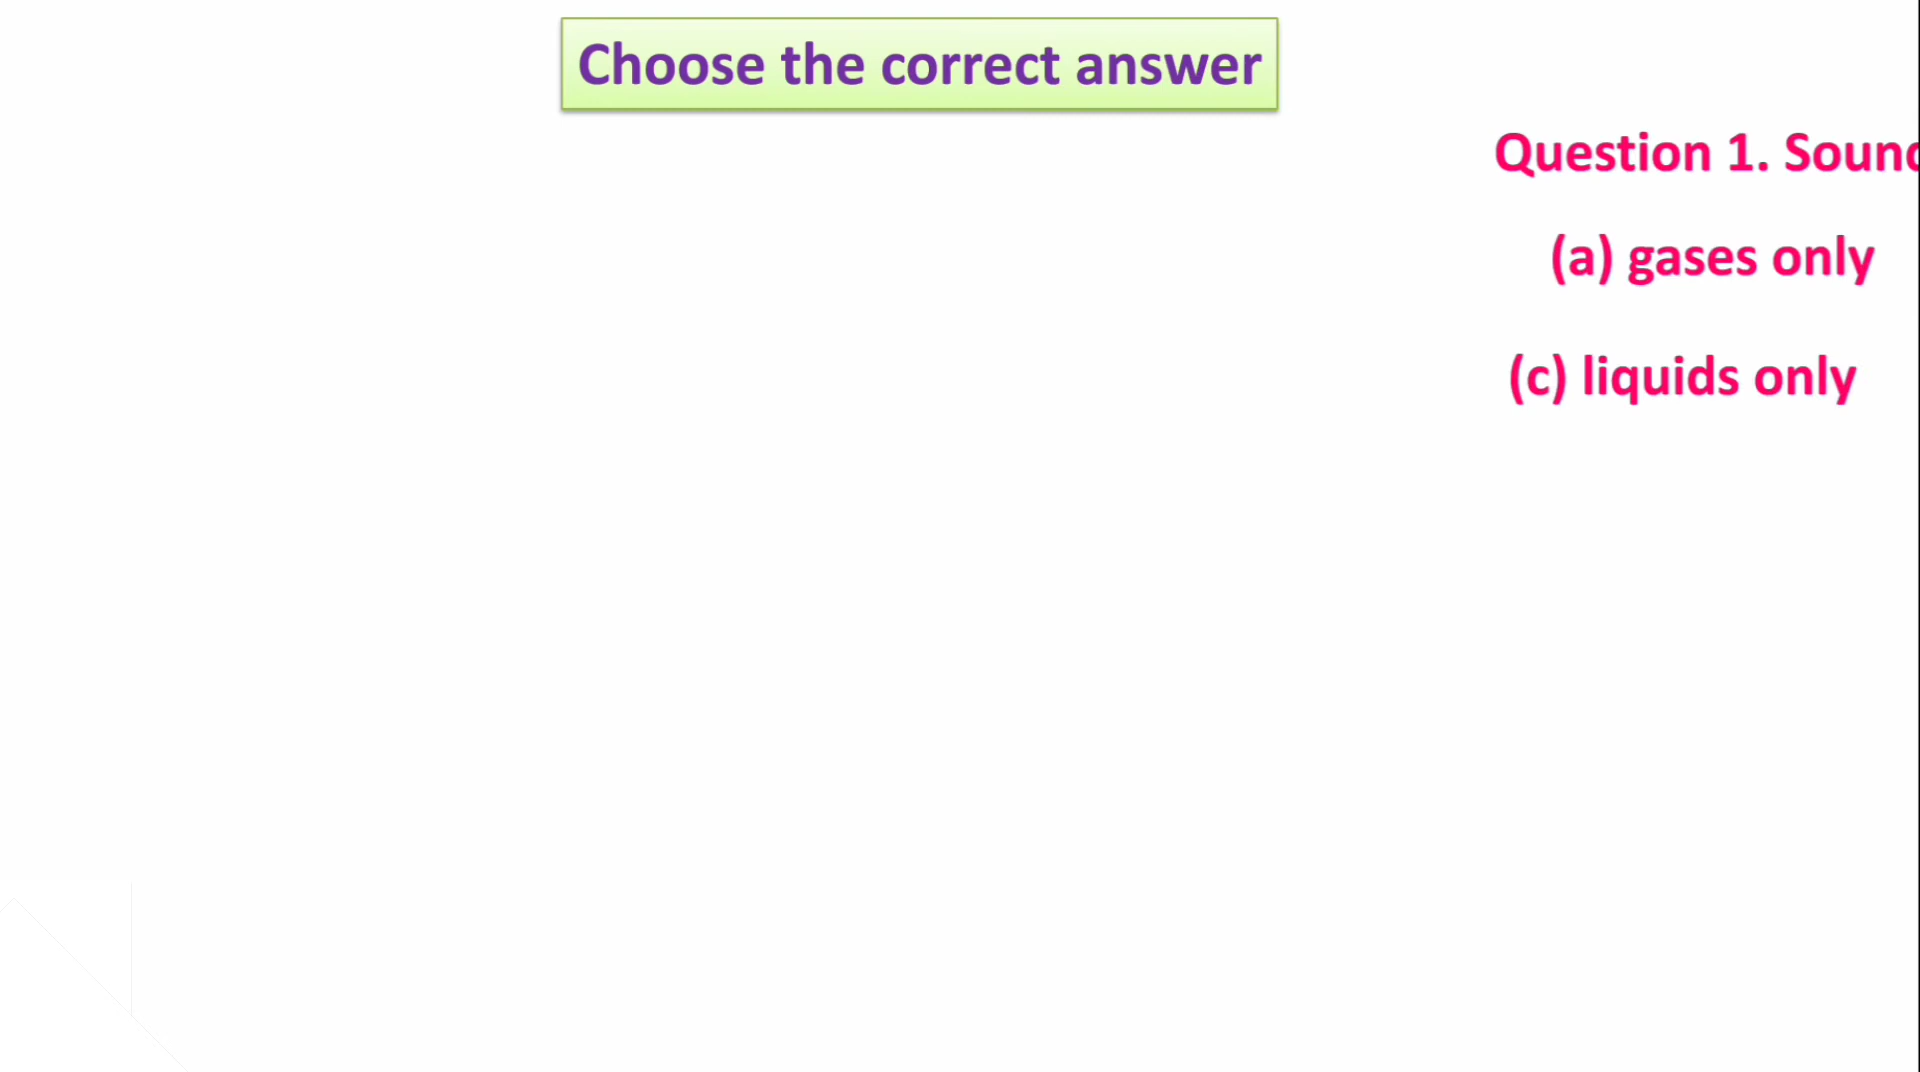 Choose the correct answer
Question 1. Soun
(a) gases only
(c) liquids only